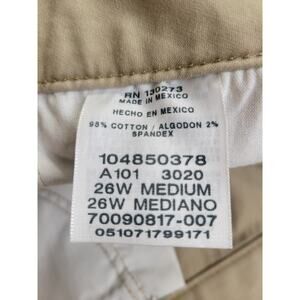 RN 130273
MADE IN MEXICO
HECHO EN MEXICO
98% COTTON / ALGODON 2%
SPANDEX
104850378
A101 3020
26W MEDIUM
26W MEDIANO
70090817-007
051071799171